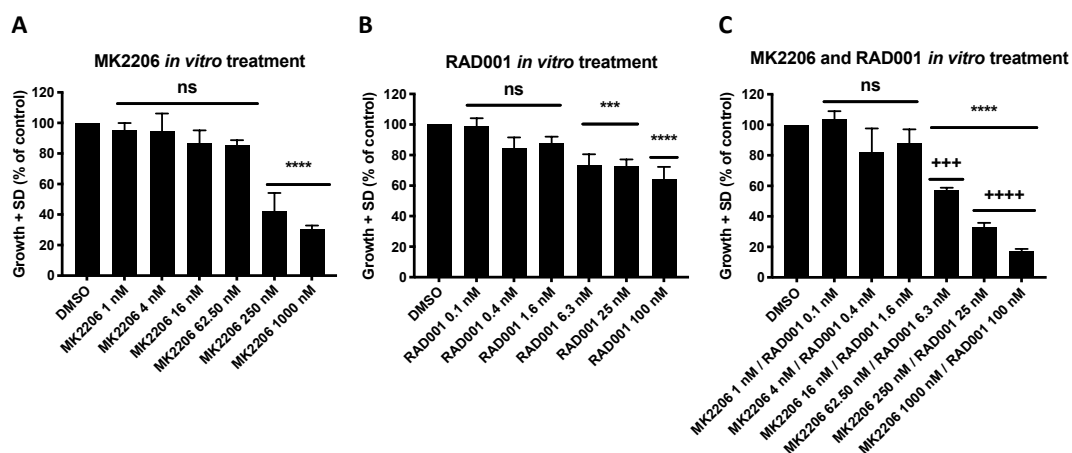 A
MK2206 in vitro treatment
ns
****
Growth + SD (% of control)
120
100
80
60
40
20
0
DMSO
MK2206 1 nM
MK2206 4 nM
MK2206 16 nM
MK2206 62.50 nM
MK2206 250 nM
MK2206 1000 nM
B
RAD001 in vitro treatment
ns
***
****
Growth + SD (% of control)
120
100
80
60
40
20
0
DMSO
RAD001 0.1 nM
RAD001 0.4 nM
RAD001 1.6 nM
RAD001 6.3 nM
RAD001 25 nM
RAD001 100 nM
C
MK2206 and RAD001 in vitro treatment
ns
****
+++
++++
Growth + SD (% of control)
120
100
80
60
40
20
0
DMSO
MK2206 1 nM / RAD001 0.1 nM
MK2206 4 nM / RAD001 0.4 nM
MK2206 16 nM / RAD001 1.6 nM
MK2206 62.50 nM / RAD001 6.3 nM
MK2206 250 nM / RAD001 25 nM
MK2206 1000 nM / RAD001 100 nM